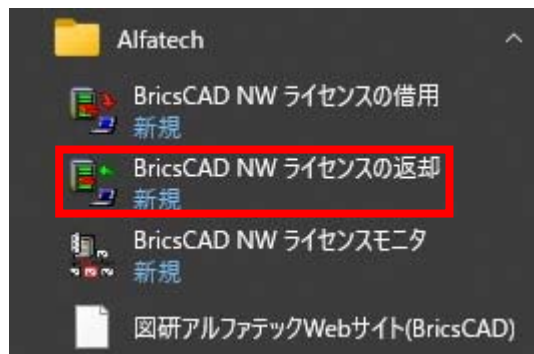 Alfatech
BricsCAD NW ライセンスの借用
新規
BricsCAD NW ライセンスの返却
新規
BricsCAD NW ライセンスモニタ
新規
図研アルファテックWebサイト(BricsCAD)